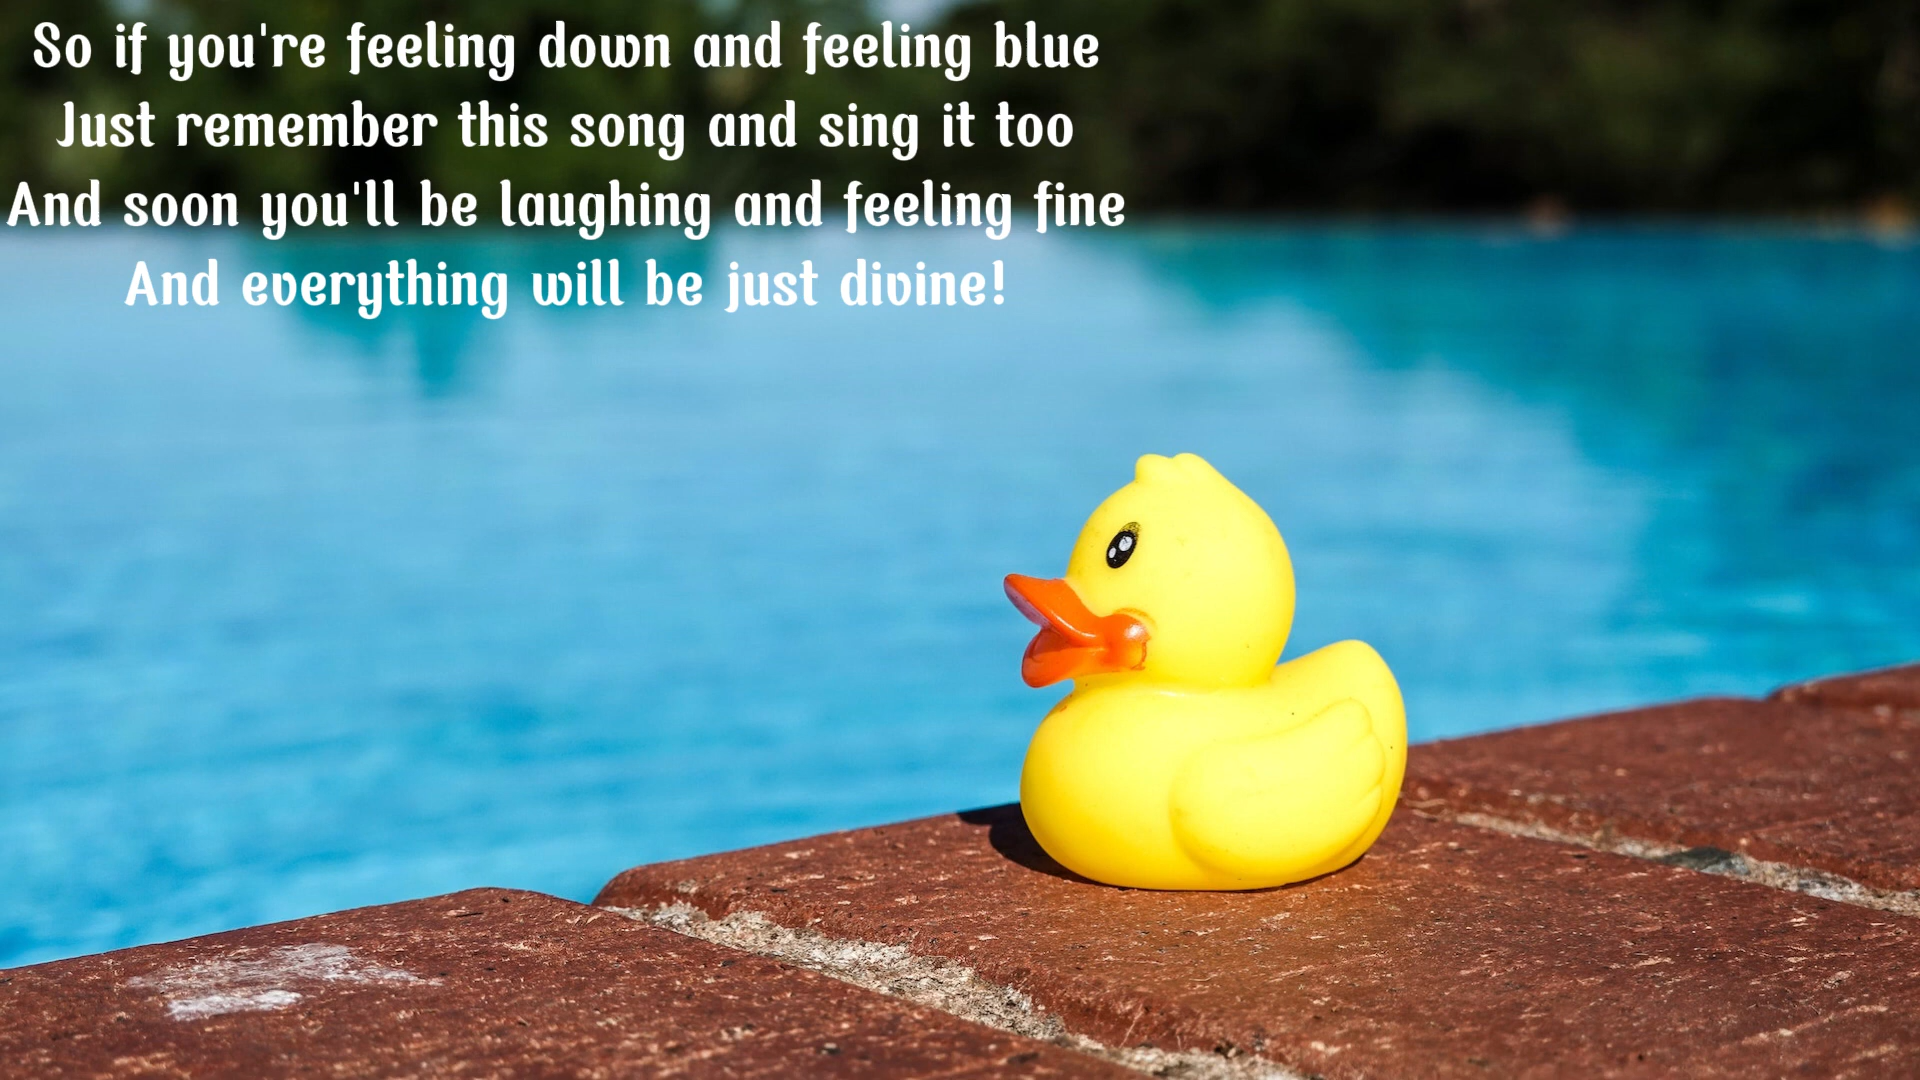 So if you're feeling down and feeling blue
Just remember this song and sing it too
And soon you'll be laughing and feeling fine
And everything will be just divine!